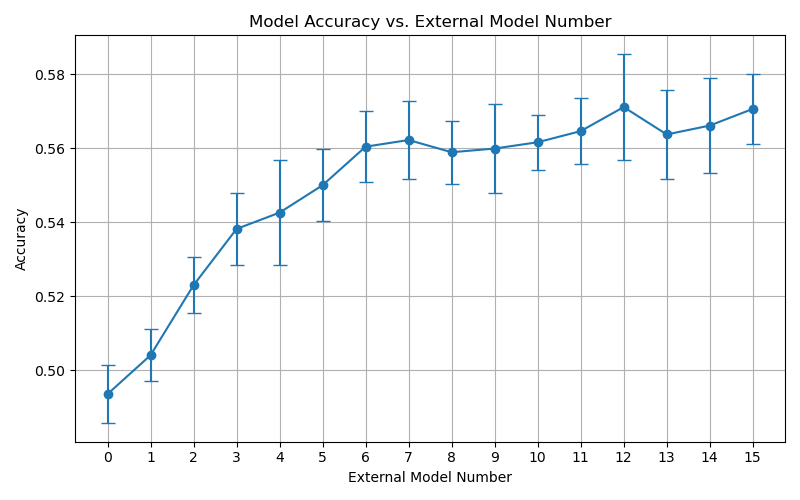 Model Accuracy vs. External Model Number
Accuracy
0.58
0.56
0.54
0.52
0.50
0 1 2 3 4 5 6 7 8 9 10 11 12 13 14 15
External Model Number